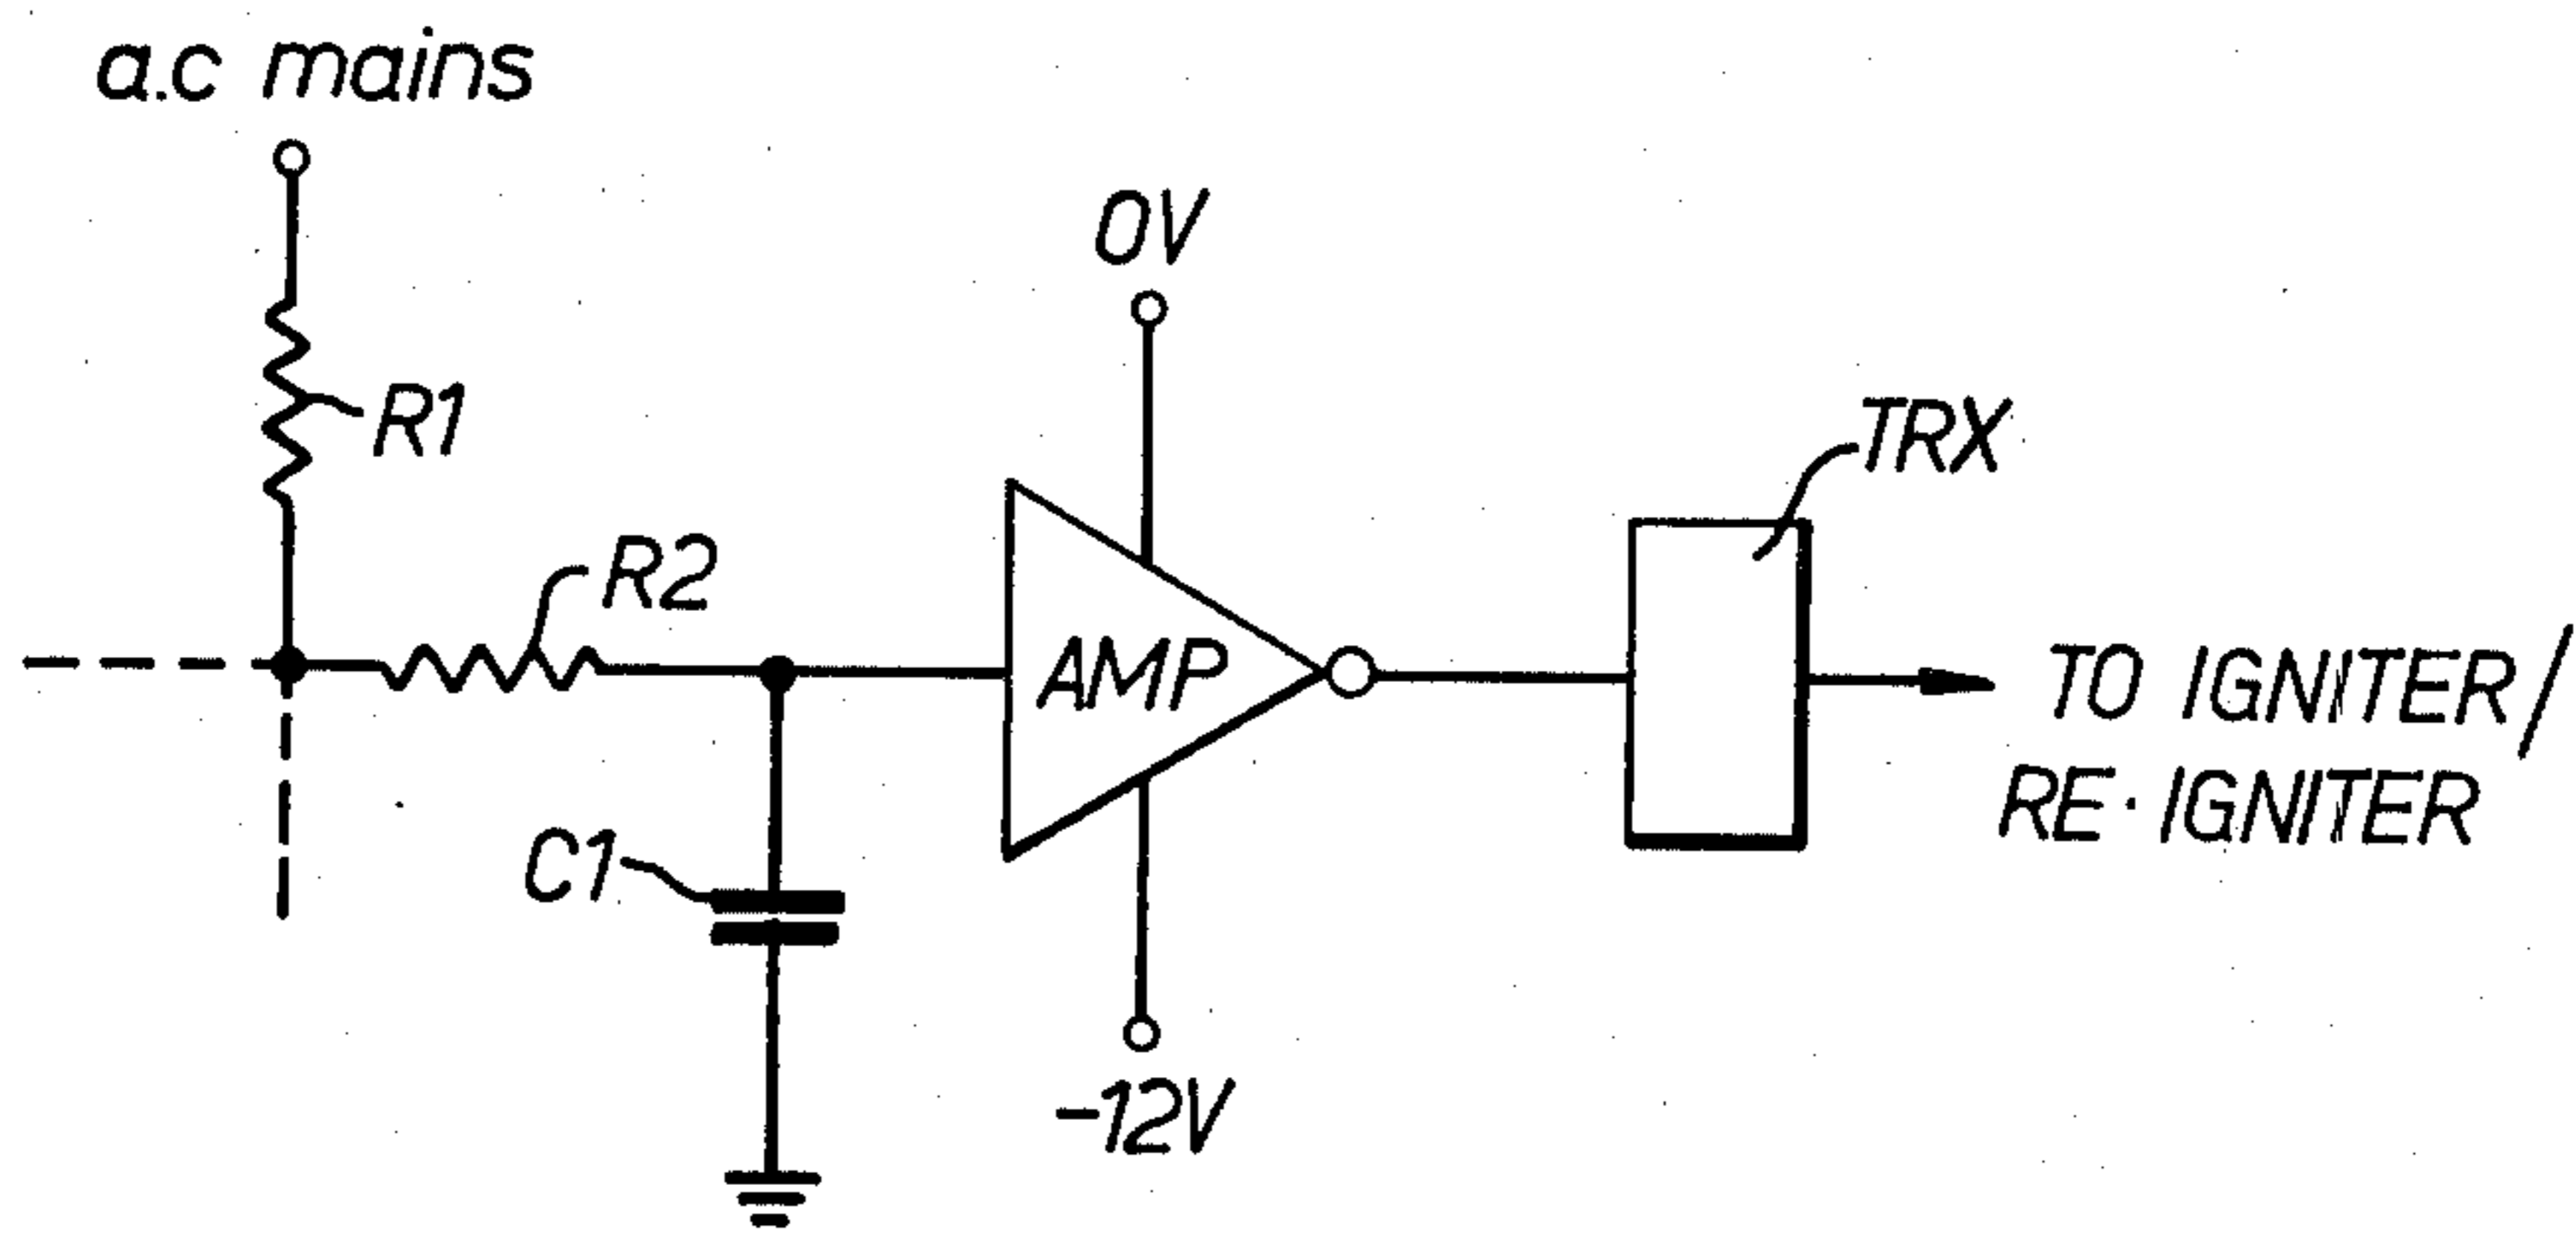 a.c mains
0V
R1
TRX
R2
AMP
TO IGNITER/
RE·IGNITER
C1
-12V